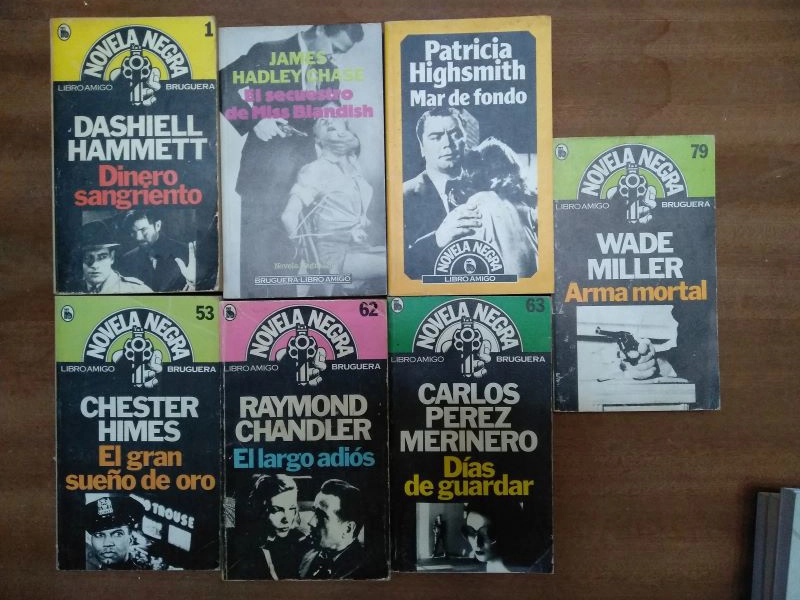 1
NOVELA NEGRA
LIBRO AMIGO
BRUGUERA
DASHIELL
HAMMETT
Dinero
sangriento
JAMES
HADLEY CHASE
El secuestro
de Miss Blandish
Novela Negra
BRUGUERA·LIBRO AMIGO
Patricia
Highsmith
Mar de fondo
NOVELA NEGRA
LIBRO AMIGO
79
NOVELA NEGRA
LIBRO AMIGO
BRUGUERA
WADE
MILLER
Arma mortal
53
NOVELA NEGRA
LIBRO AMIGO
BRUGUERA
CHESTER
HIMES
El gran
sueño de oro
TROUSE
62
NOVELA NEGRA
LIBRO AMIGO
BRUGUERA
RAYMOND
CHANDLER
El largo adiós
63
NOVELA NEGRA
LIBRO AMIGO
BRUGUERA
CARLOS
PEREZ
MERINERO
Días
de guardar